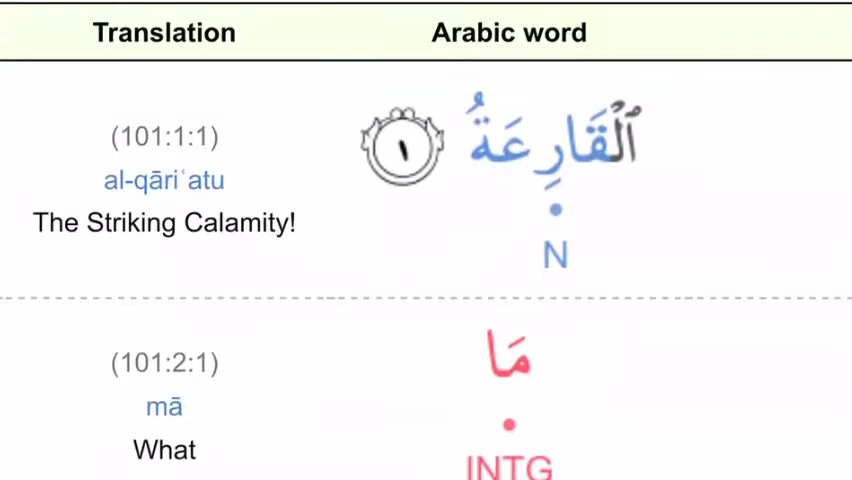 Translation Arabic word
(101:1:1)
al-qāriʿatu
The Striking Calamity!
ٱلْقَارِعَةُ ١
N
(101:2:1)
mā
What
مَا
INTG